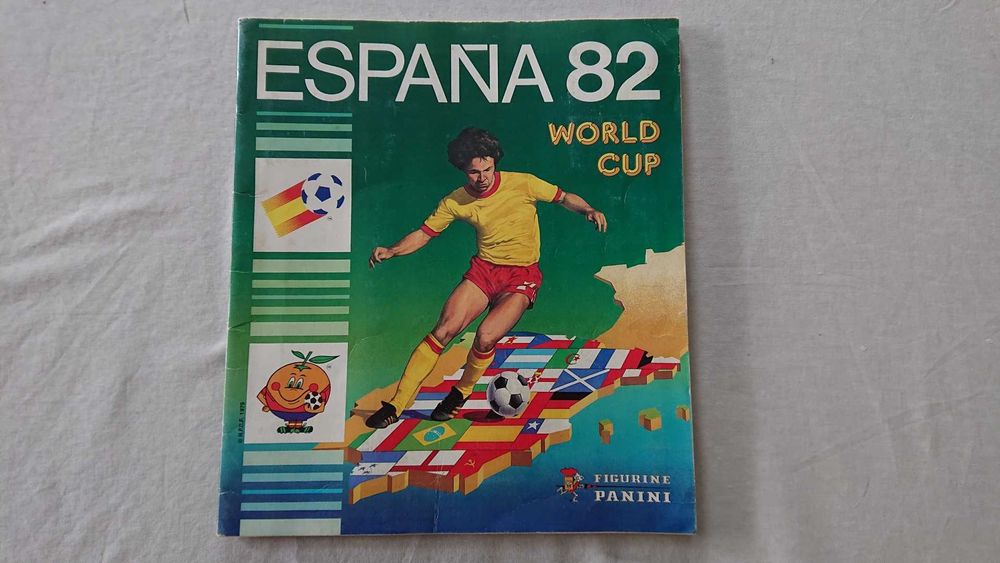 ESPAÑA 82
WORLD
CUP
FIGURINE
PANINI